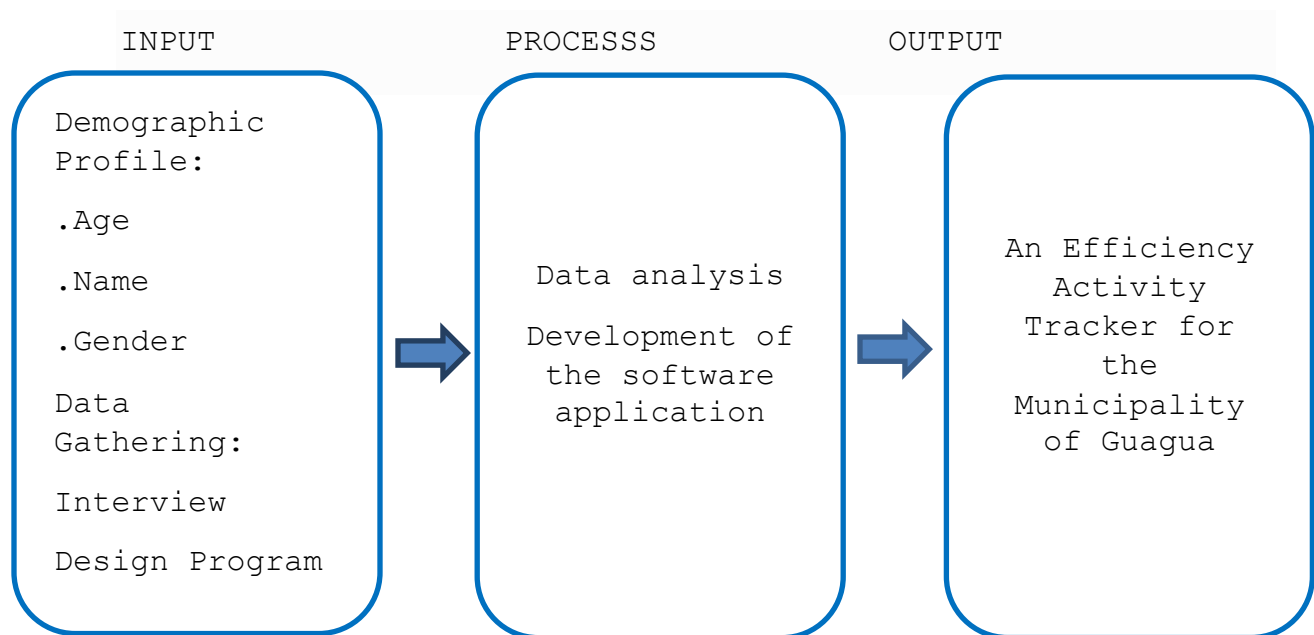 INPUT
PROCESSS
OUTPUT
Demographic
Profile:
.Age
.Name
.Gender
Data
Gathering:
Interview
Design Program
Data analysis
Development of
the software
application
An Efficiency
Activity
Tracker for
the
Municipality
of Guagua